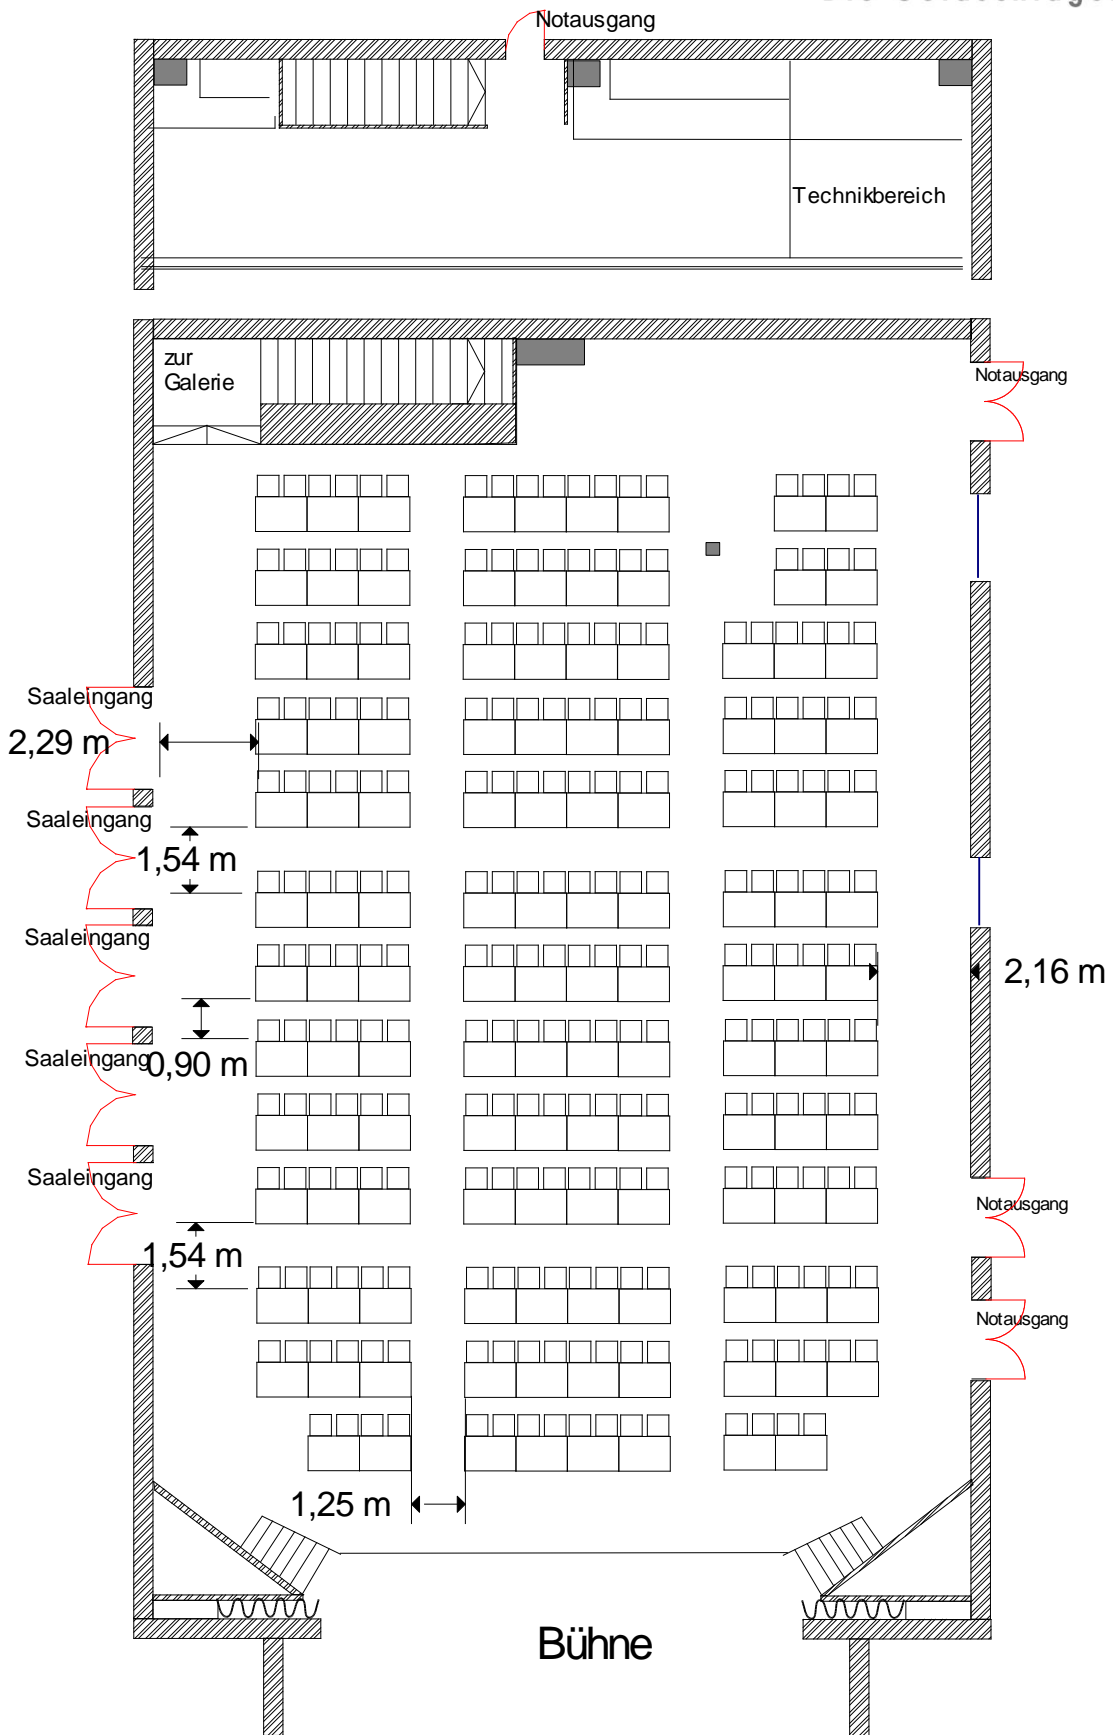 Notausgang
Technikbereich
zur
Galerie
Notausgang
Saaleingang
2,29 m
Saaleingang
1,54 m
Saaleingang
2,16 m
Saaleingang
0,90 m
Saaleingang
Notausgang
1,54 m
Notausgang
1,25 m
Bühne